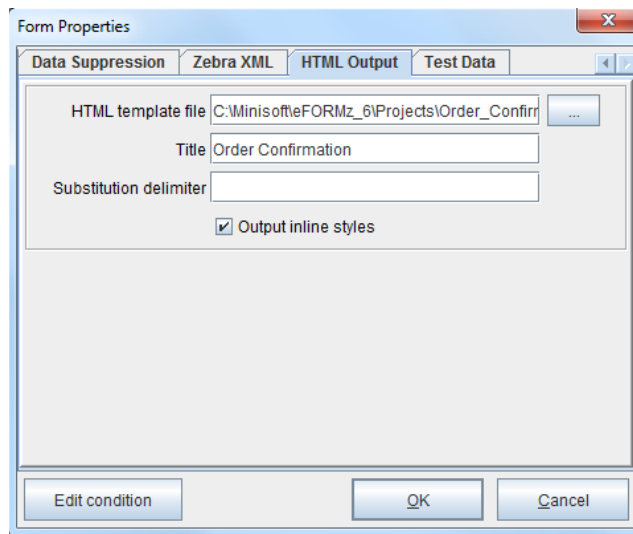 Form Properties
Data Suppression Zebra XML HTML Output Test Data
HTML template file C:\Minisoft\eFORMz_6\Projects\Order_Confirm ...
Title Order Confirmation
Substitution delimiter
Output inline styles
Edit condition OK Cancel